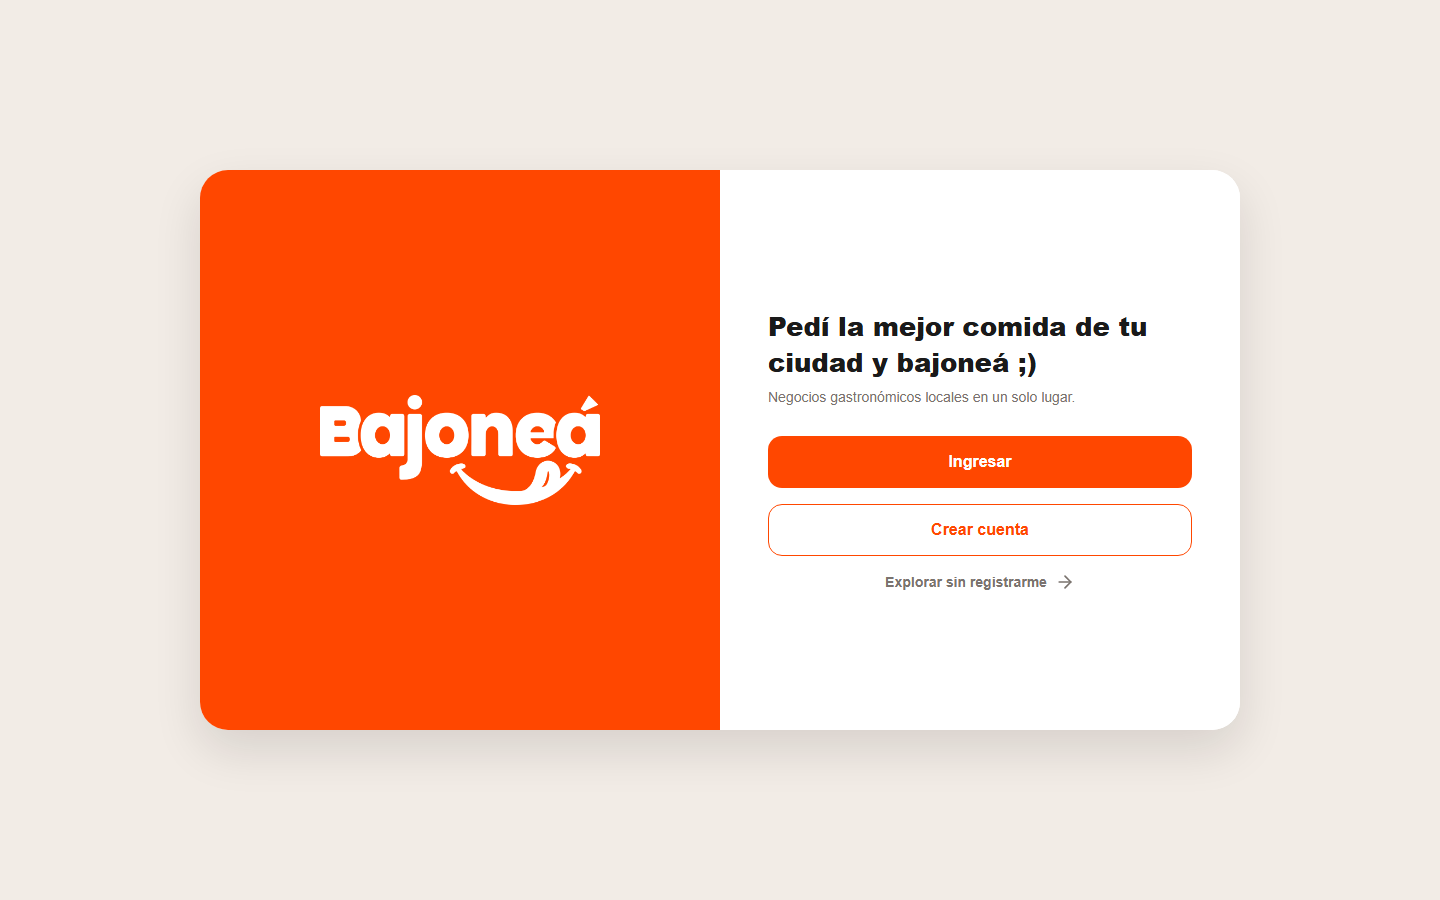 Bajoneá
Pedí la mejor comida de tu
ciudad y bajoneá ;)
Negocios gastronómicos locales en un solo lugar.
Ingresar
Crear cuenta
Explorar sin registrarme